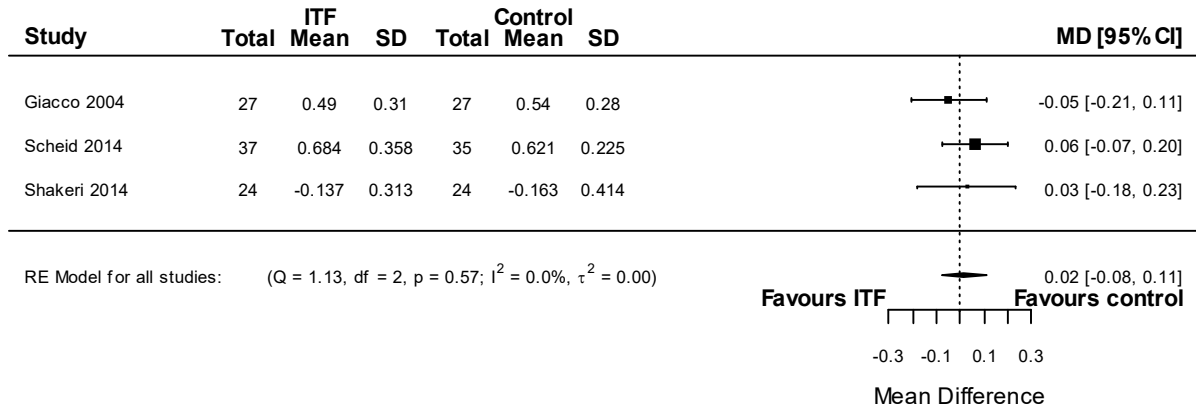 ITF Control
Study Total Mean SD Total Mean SD MD [95% CI]
Giacco 2004 27 0.49 0.31 27 0.54 0.28 -0.05 [-0.21, 0.11]
Scheid 2014 37 0.684 0.358 35 0.621 0.225 0.06 [-0.07, 0.20]
Shakeri 2014 24 -0.137 0.313 24 -0.163 0.414 0.03 [-0.18, 0.23]
RE Model for all studies: (Q = 1.13, df = 2, p = 0.57; I² = 0.0%, τ² = 0.00) 0.02 [-0.08, 0.11]
Favours ITF Favours control
-0.3 -0.1 0.1 0.3
Mean Difference